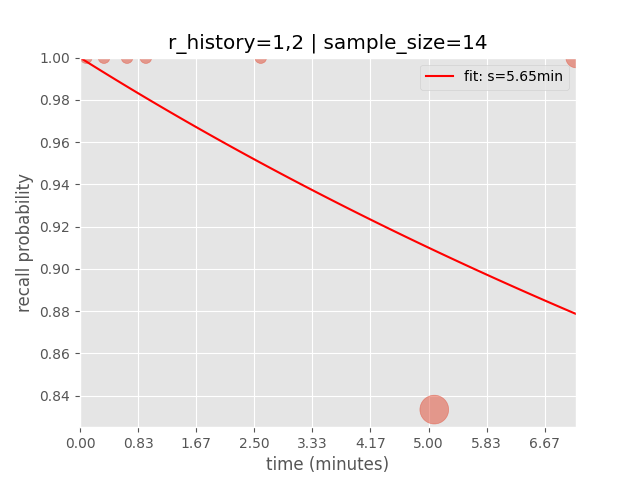 r_history=1,2 | sample_size=14
fit: s=5.65min
1.00
0.98
0.96
0.94
0.92
0.90
0.88
0.86
0.84
recall probability
0.00 0.83 1.67 2.50 3.33 4.17 5.00 5.83 6.67
time (minutes)